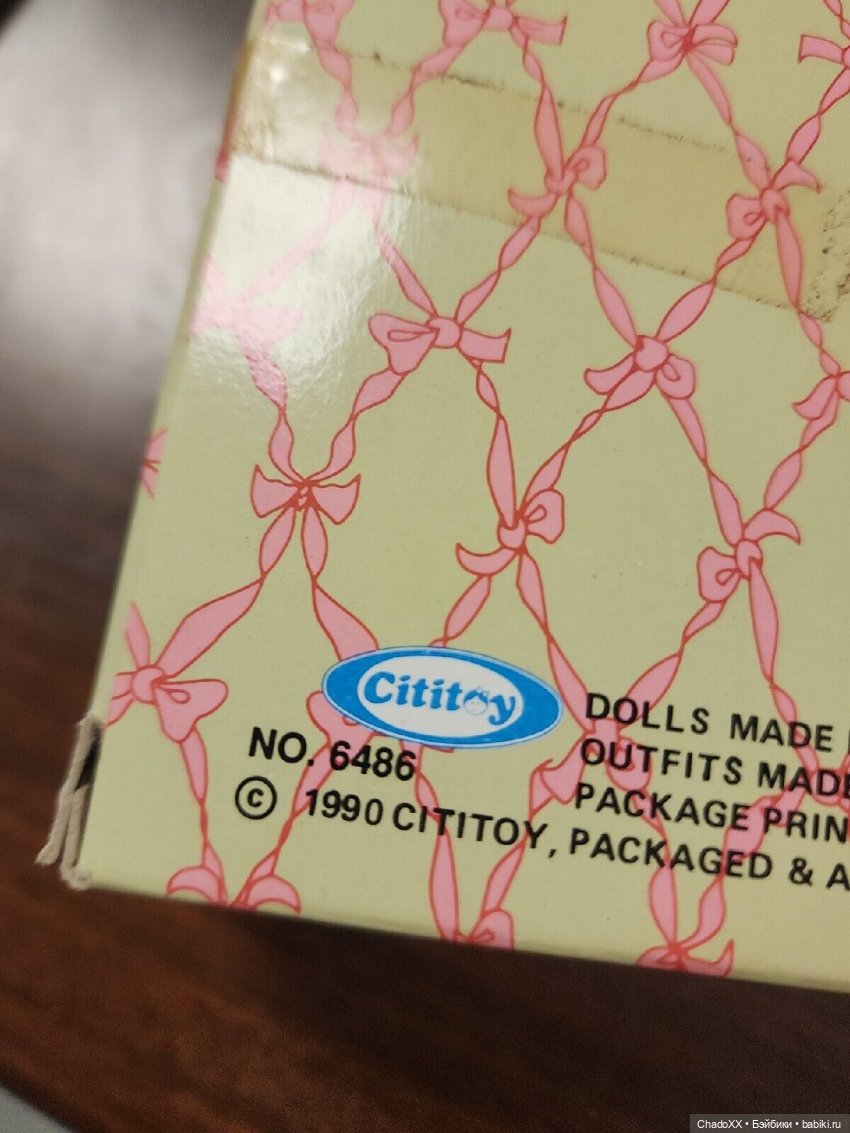 Cititoy
NO. 6486
© 1990 CITITOY, PACKAGED & A
DOLLS MADE
OUTFITS MADE
PACKAGE PRIN
ChadoXX • Бэйбики • babiki.ru